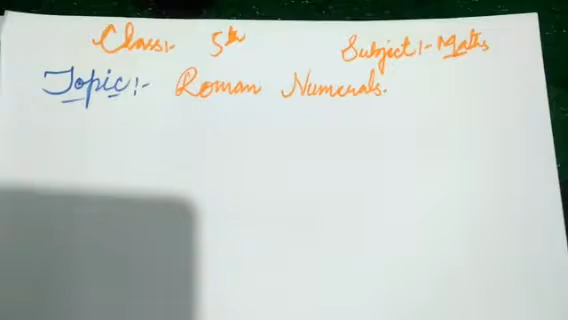 Class:- 5th Subject:- Maths
Topic:- Roman Numerals.